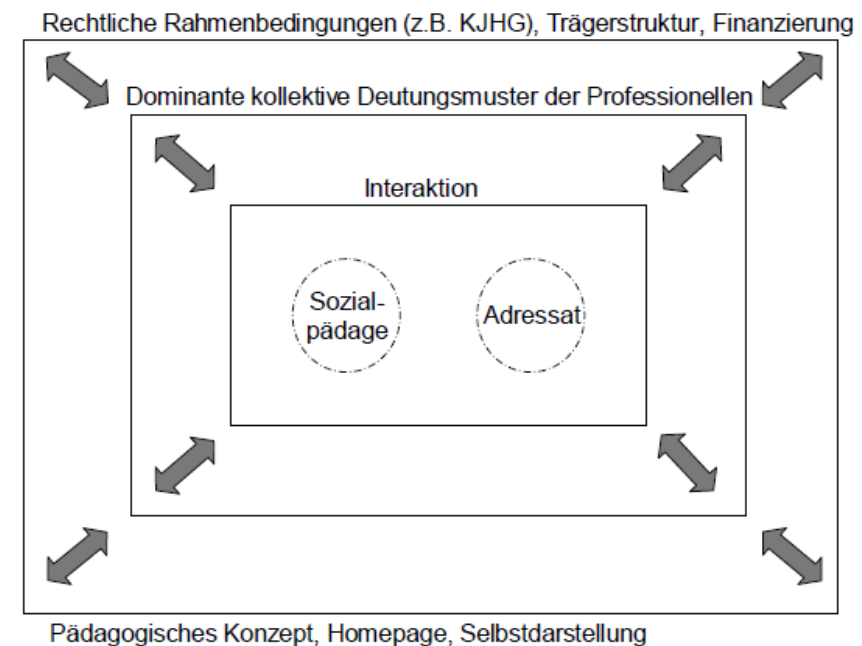 Rechtliche Rahmenbedingungen (z.B. KJHG), Trägerstruktur, Finanzierung
Dominante kollektive Deutungsmuster der Professionellen
Interaktion
Sozial-
pädage
Adressat
Pädagogisches Konzept, Homepage, Selbstdarstellung